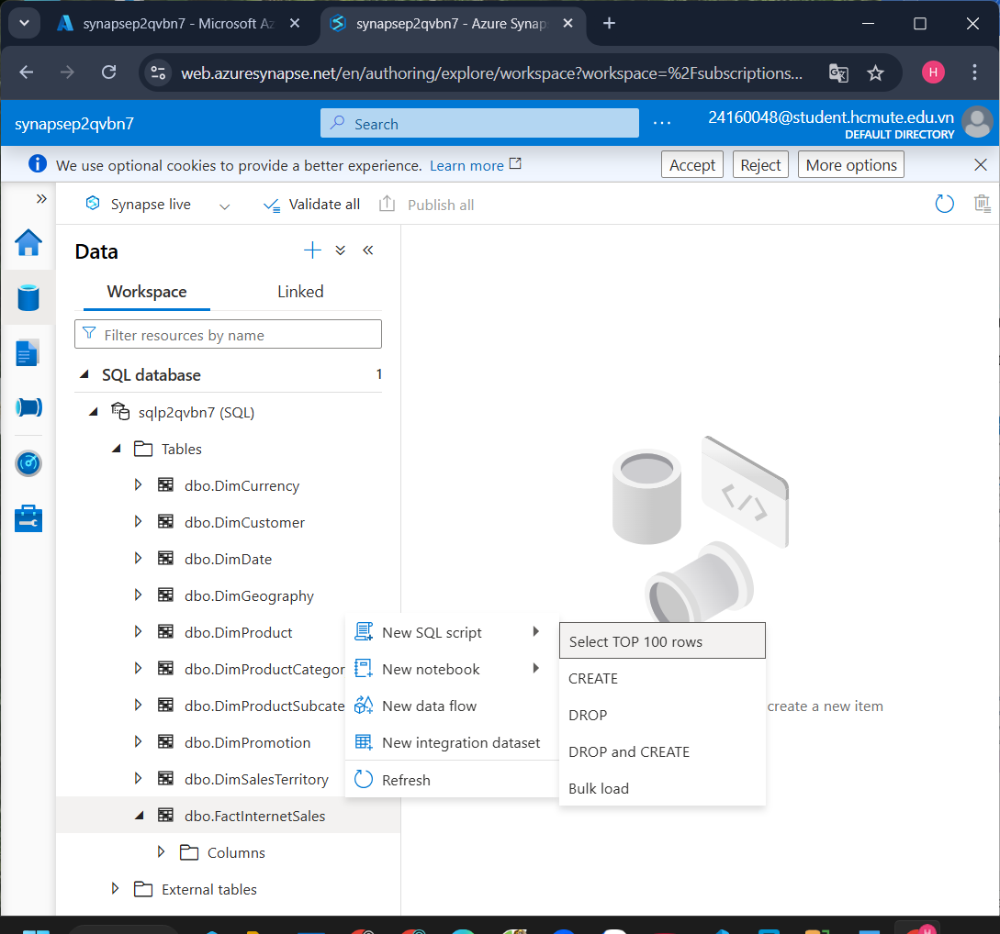 synapsep2qvbn7 - Microsoft Az
synapsep2qvbn7 - Azure Synap
web.azuresynapse.net/en/authoring/explore/workspace?workspace=%2Fsubscriptions...
H
synapsep2qvbn7
Search
24160048@student.hcmute.edu.vn
DEFAULT DIRECTORY
We use optional cookies to provide a better experience. Learn more
Accept
Reject
More options
Synapse live
Validate all
Publish all
Data
Workspace
Linked
Filter resources by name
SQL database
1
sqlp2qvbn7 (SQL)
Tables
dbo.DimCurrency
dbo.DimCustomer
dbo.DimDate
dbo.DimGeography
dbo.DimProduct
dbo.DimProductCategor
dbo.DimProductSubcate
dbo.DimPromotion
dbo.DimSalesTerritory
dbo.FactInternetSales
Columns
External tables
New SQL script
New notebook
New data flow
New integration dataset
Refresh
Select TOP 100 rows
CREATE
DROP
DROP and CREATE
Bulk load
create a new item
H